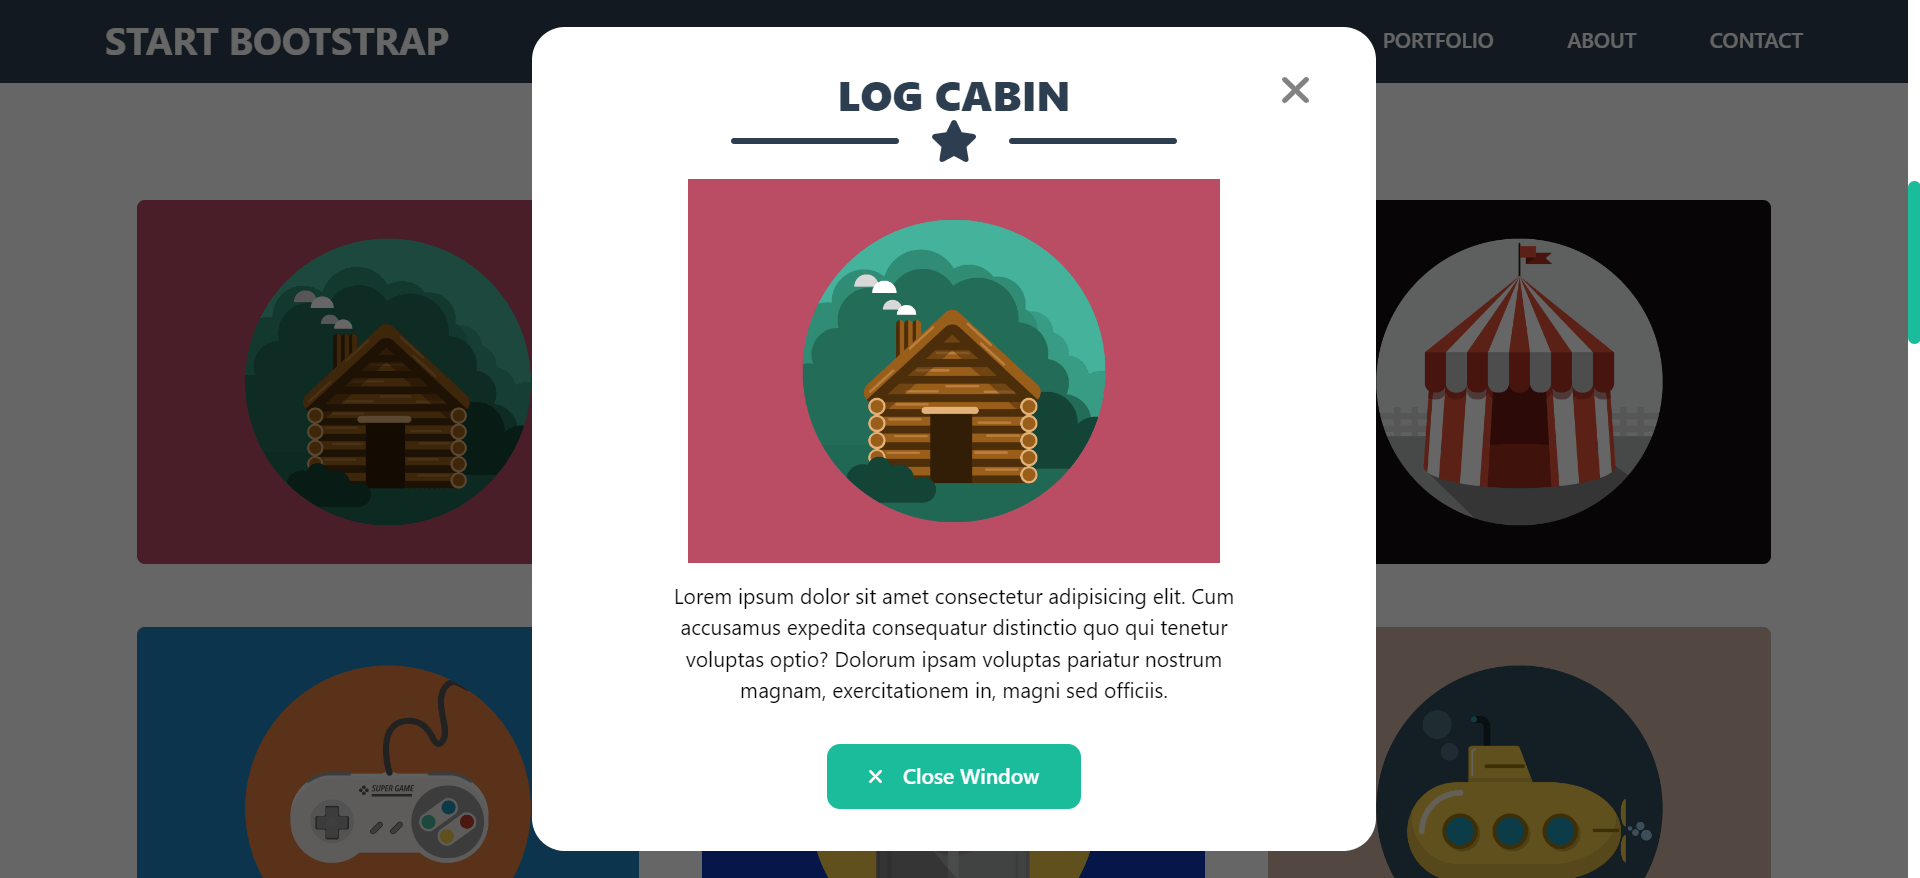 START BOOTSTRAP
PORTFOLIO
ABOUT
CONTACT
LOG CABIN
Lorem ipsum dolor sit amet consectetur adipisicing elit. Cum
accusamus expedita consequatur distinctio quo qui tenetur
voluptas optio? Dolorum ipsam voluptas pariatur nostrum
magnam, exercitationem in, magni sed officiis.
Close Window
SUPER GAME